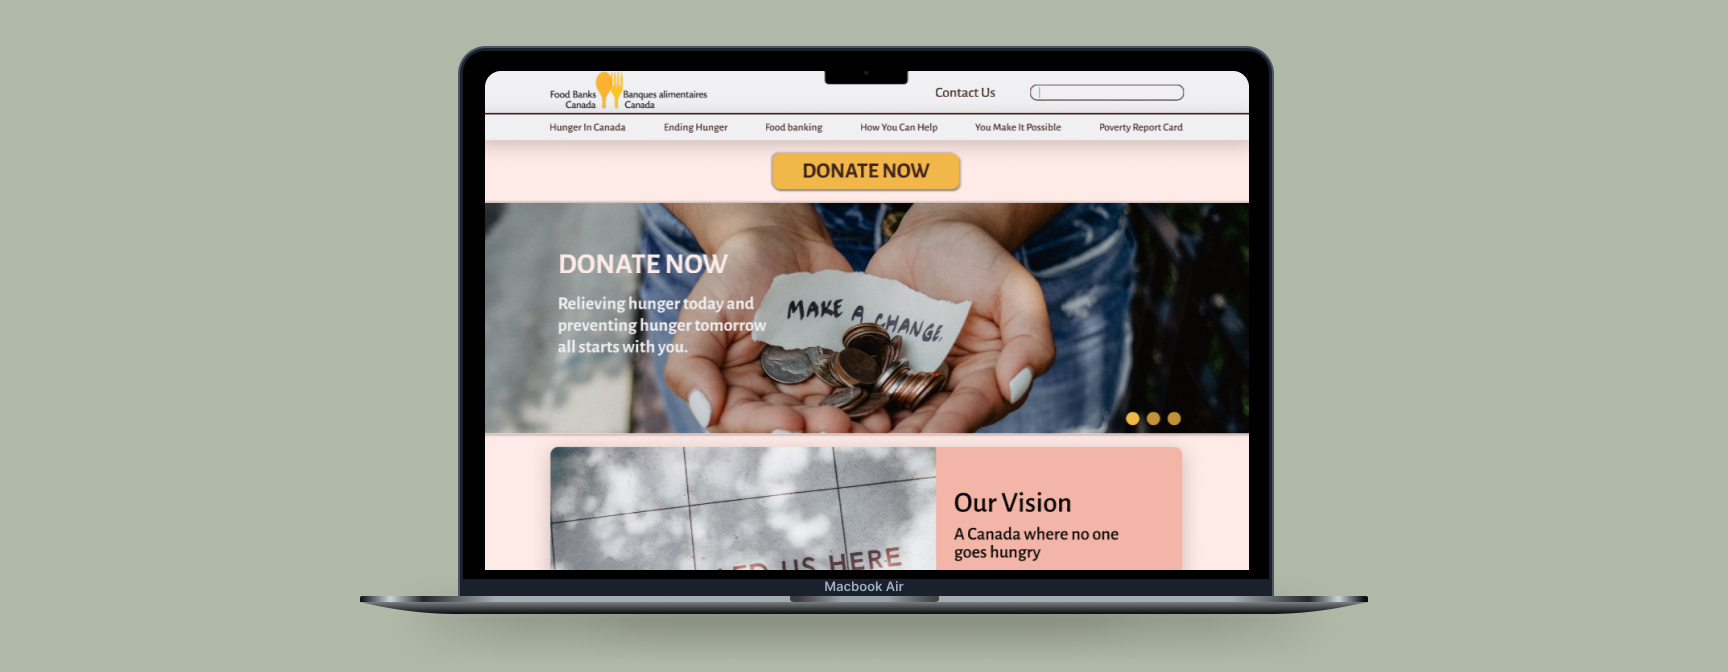 Food Banks Banques alimentaires
Canada Canada
Contact Us
Hunger In Canada Ending Hunger Food banking How You Can Help You Make It Possible Poverty Report Card
DONATE NOW
DONATE NOW
Relieving hunger today and
preventing hunger tomorrow
all starts with you.
MAKE A CHANGE.
US HERE
Our Vision
A Canada where no one
goes hungry
Macbook Air